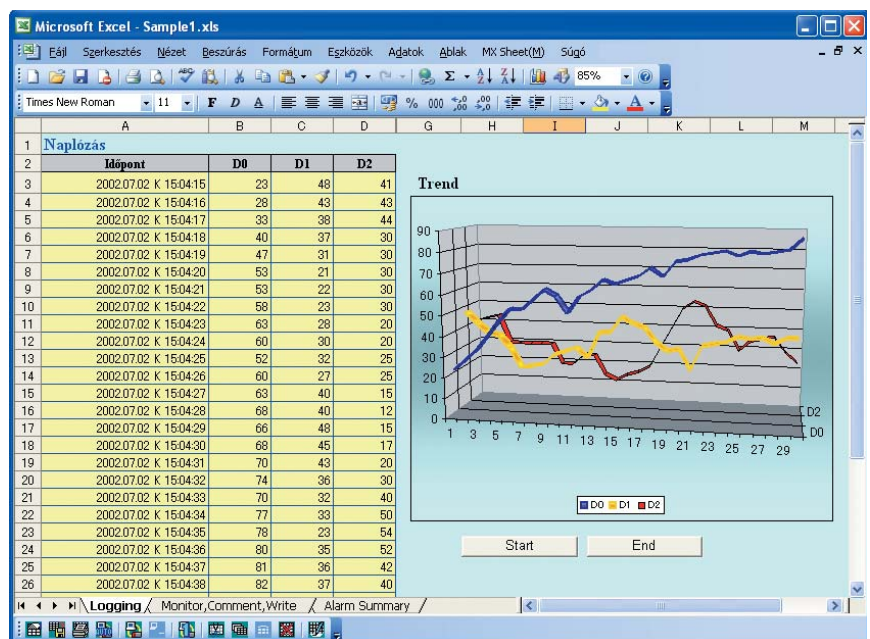 Microsoft Excel - Sample1.xls
Fájl Szerkesztés Nézet Beszúrás Formátum Eszközök Adatok Ablak MX Sheet(M) Súgó
85%
Times New Roman 11 F D A % 000
A B C D G H I J K L M
1 Naplózás
2 Időpont D0 D1 D2
3 2002.07.02 K 15:04:15 23 48 41
4 2002.07.02 K 15:04:16 28 43 43
5 2002.07.02 K 15:04:17 33 38 44
6 2002.07.02 K 15:04:18 40 37 30
7 2002.07.02 K 15:04:19 47 31 30
8 2002.07.02 K 15:04:20 53 21 30
9 2002.07.02 K 15:04:21 53 22 30
10 2002.07.02 K 15:04:22 58 23 30
11 2002.07.02 K 15:04:23 63 28 20
12 2002.07.02 K 15:04:24 60 30 20
13 2002.07.02 K 15:04:25 52 32 25
14 2002.07.02 K 15:04:26 60 27 25
15 2002.07.02 K 15:04:27 63 40 15
16 2002.07.02 K 15:04:28 68 40 12
17 2002.07.02 K 15:04:29 66 48 15
18 2002.07.02 K 15:04:30 68 45 17
19 2002.07.02 K 15:04:31 70 43 20
20 2002.07.02 K 15:04:32 74 36 30
21 2002.07.02 K 15:04:33 70 32 40
22 2002.07.02 K 15:04:34 77 33 50
23 2002.07.02 K 15:04:35 78 23 54
24 2002.07.02 K 15:04:36 80 35 52
25 2002.07.02 K 15:04:37 81 36 42
26 2002.07.02 K 15:04:38 82 37 40
Trend
90
80
70
60
50
40
30
20
10
0
D2
D0
1 3 5 7 9 11 13 15 17 19 21 23 25 27 29
D0 D1 D2
Start End
Logging Monitor,Comment,Write Alarm Summary